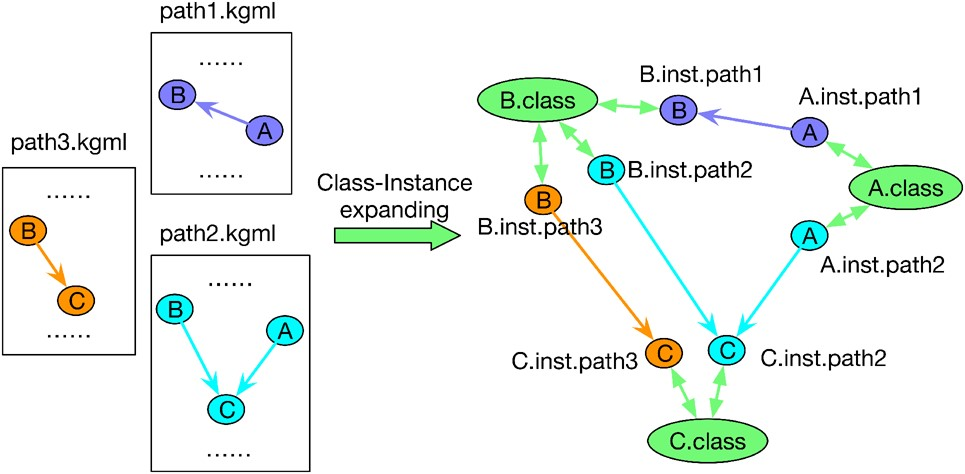 path1.kgml
......
B
A
......
path3.kgml
......
B
C
......
path2.kgml
......
B
A
C
......
Class-Instance
expanding
B.inst.path1
A.inst.path1
B.class
B
A
B
B.inst.path2
A.class
B
B.inst.path3
A
A.inst.path2
C
C
C.inst.path3
C.inst.path2
C.class